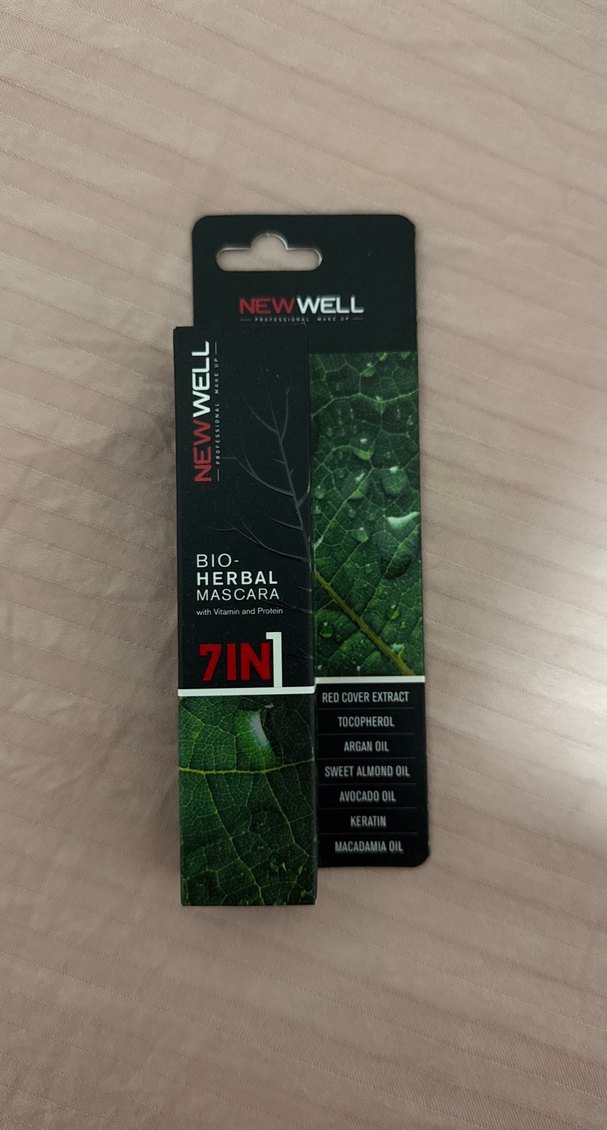 NEWWELL
PROFESSIONAL MAKE UP
NEWWELL
PROFESSIONAL MAKE UP
BIO-
HERBAL
MASCARA
with Vitamin and Protein
7IN1
RED COVER EXTRACT
TOCOPHEROL
ARGAN OIL
SWEET ALMOND OIL
AVOCADO OIL
KERATIN
MACADAMIA OIL